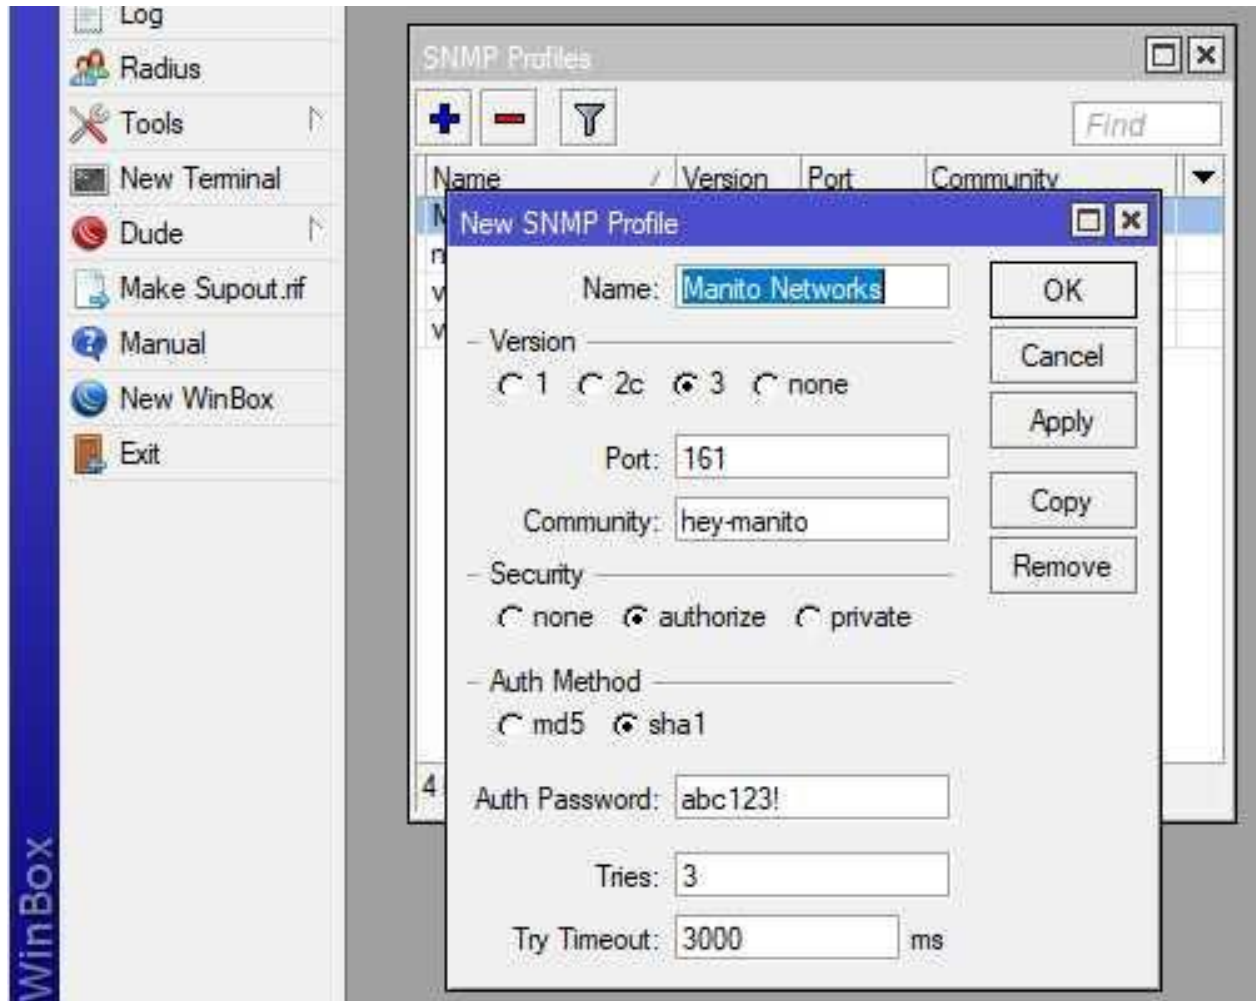 Log
Radius
Tools
New Terminal
Dude
Make Supout.rif
Manual
New WinBox
Exit
WinBox
SNMP Profiles
Find
Name Version Port Community
4
New SNMP Profile
Name: Manito Networks
OK
Version
Cancel
1 2c 3 none
Apply
Port: 161
Copy
Community: hey-manito
Remove
Security
none authorize private
Auth Method
md5 sha1
Auth Password: abc123!
Tries: 3
Try Timeout: 3000 ms